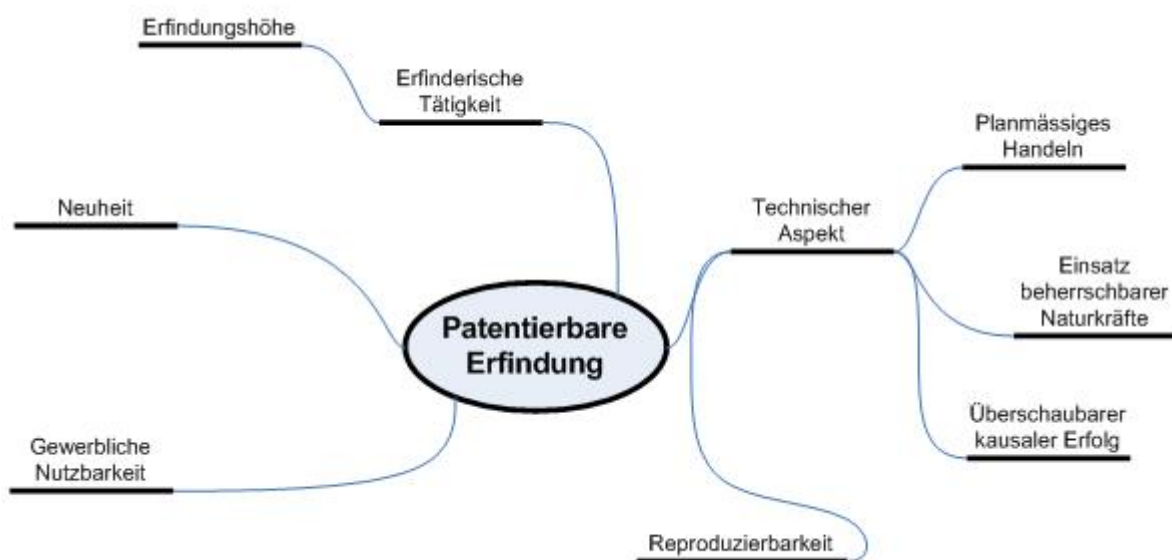 Erfindungshöhe
Erfinderische
Tätigkeit
Planmässiges
Handeln
Neuheit
Technischer
Aspekt
Einsatz
beherrschbarer
Naturkräfte
Patentierbare
Erfindung
Überschaubarer
kausaler Erfolg
Gewerbliche
Nutzbarkeit
Reproduzierbarkeit